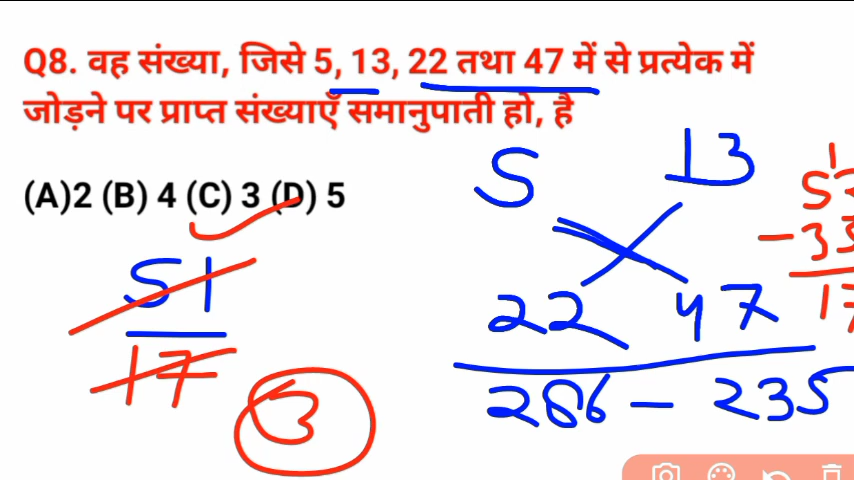 Q8. वह संख्या, जिसे 5, 13, 22 तथा 47 में से प्रत्येक में
जोड़ने पर प्राप्त संख्याएँ समानुपाती हो, है
(A)2 (B) 4 (C) 3 (D) 5
5 13
22 47
286 - 235
51
17
3